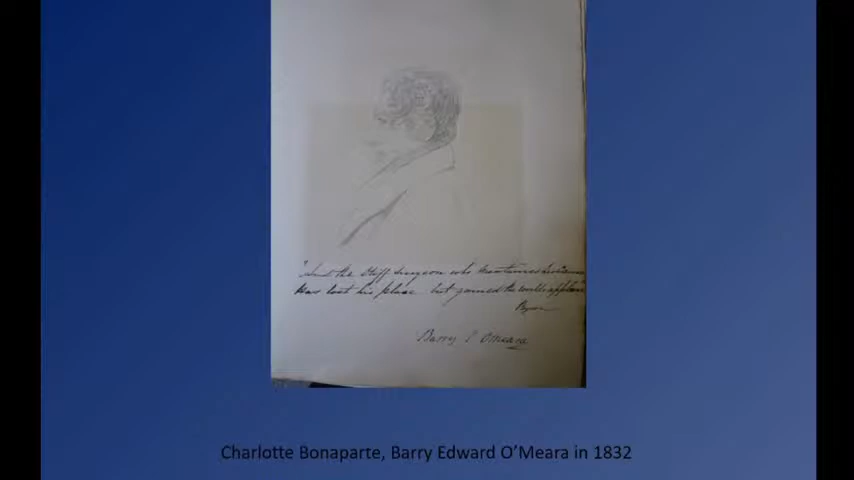 "And the stiff surgeon who maintained his cause
Has lost his place but gained the world's applause"
Byron
Barry E O'Meara
Charlotte Bonaparte, Barry Edward O'Meara in 1832